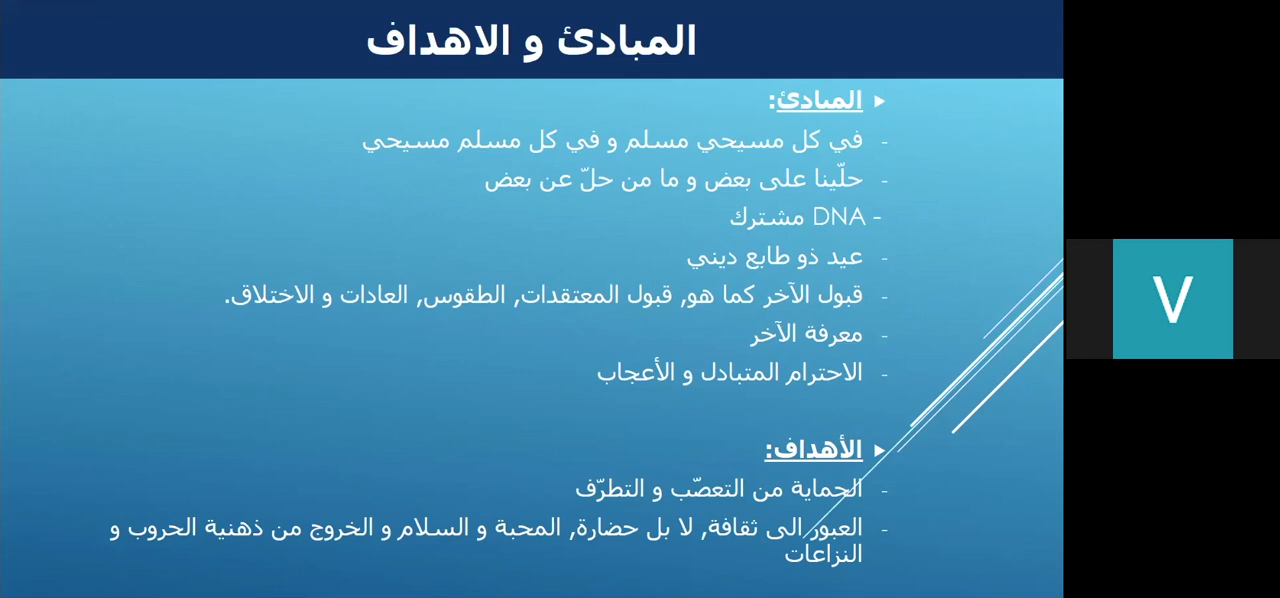 المبادئ و الاهداف
المبادئ:
- في كل مسيحي مسلم و في كل مسلم مسيحي
- حلّينا على بعض و ما من حلّ عن بعض
- DNA مشترك
- عيد ذو طابع ديني
- قبول الآخر كما هو, قبول المعتقدات, الطقوس, العادات و الاختلاق.
- معرفة الآخر
- الاحترام المتبادل و الأعجاب
الأهداف:
- الحماية من التعصّب و التطرّف
- العبور الى ثقافة, لا بل حضارة, المحبة و السلام و الخروج من ذهنية الحروب و
النزاعات
V